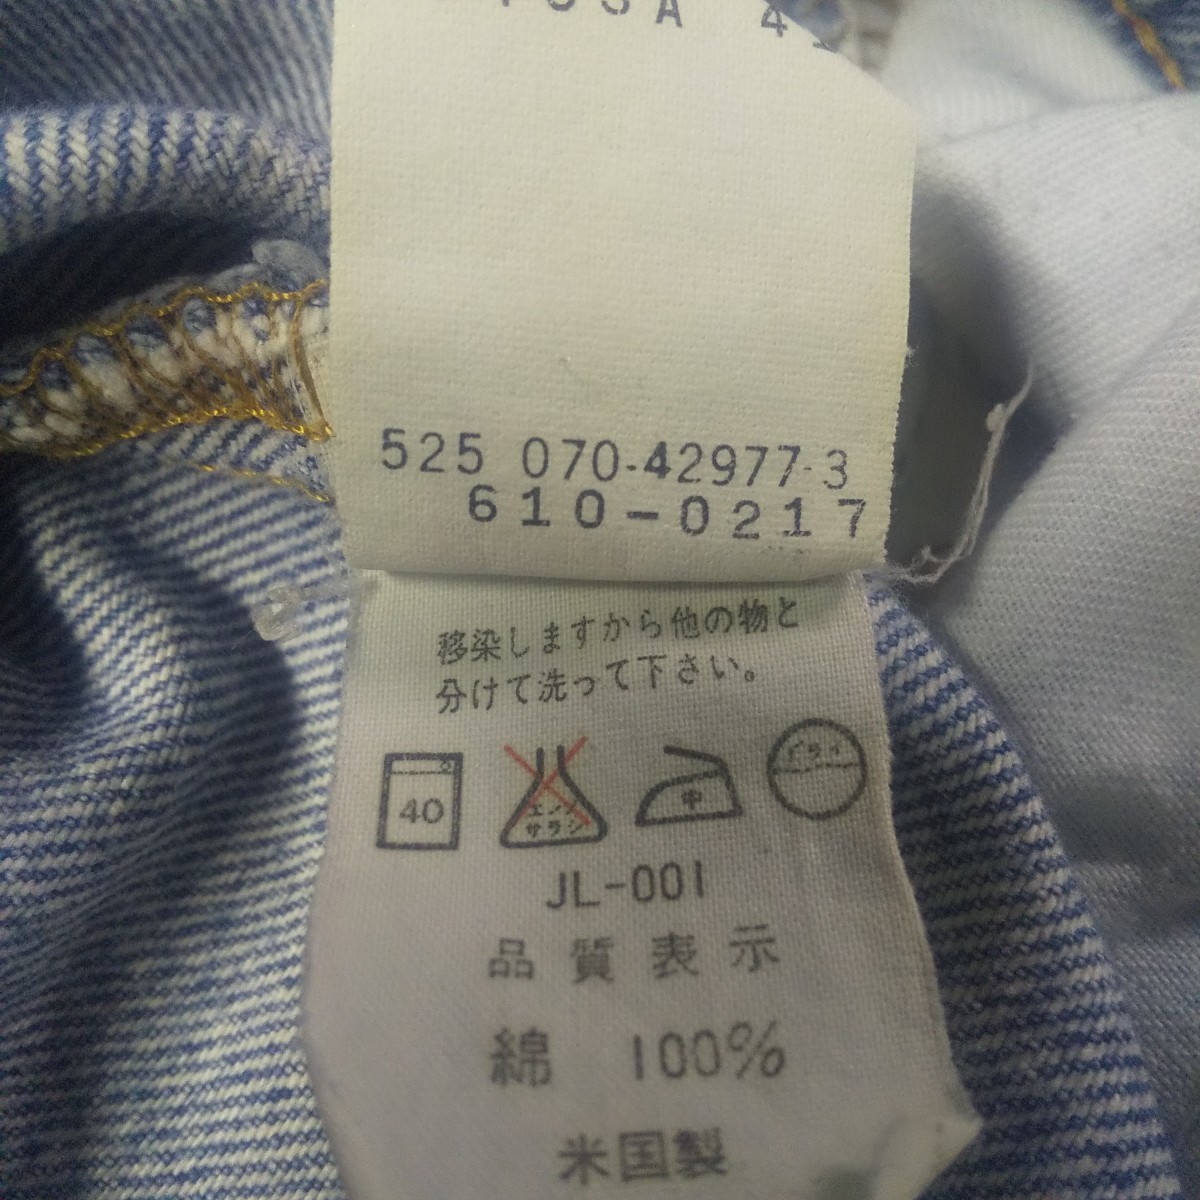 525 070-42977-3
610-0217
移染しますから他の物と
分けて洗って下さい。
40
エンソ
サラシ
中
ドライ
JL-001
品質表示
綿 100%
米国製